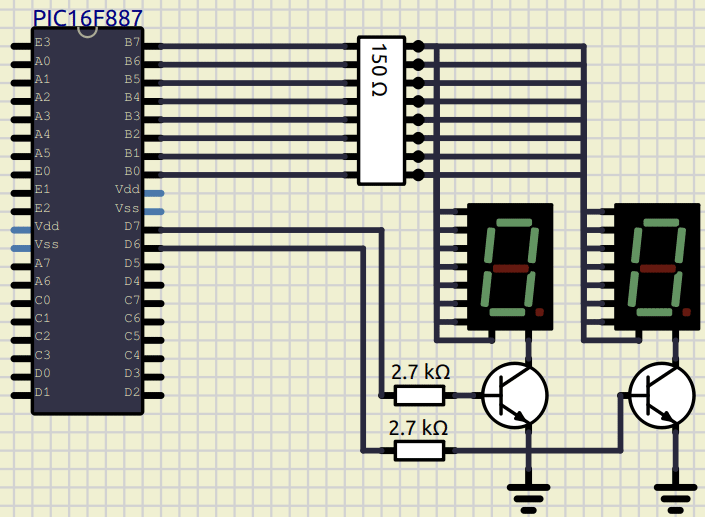 PIC16F887
E3 B7
A0 B6
A1 B5
A2 B4
A3 B3
A4 B2
A5 B1
E0 B0
E1 Vdd
E2 Vss
Vdd D7
Vss D6
A7 D5
A6 D4
C0 C7
C1 C6
C2 C5
C3 C4
D0 D3
D1 D2
150 Ω
2.7 kΩ
2.7 kΩ